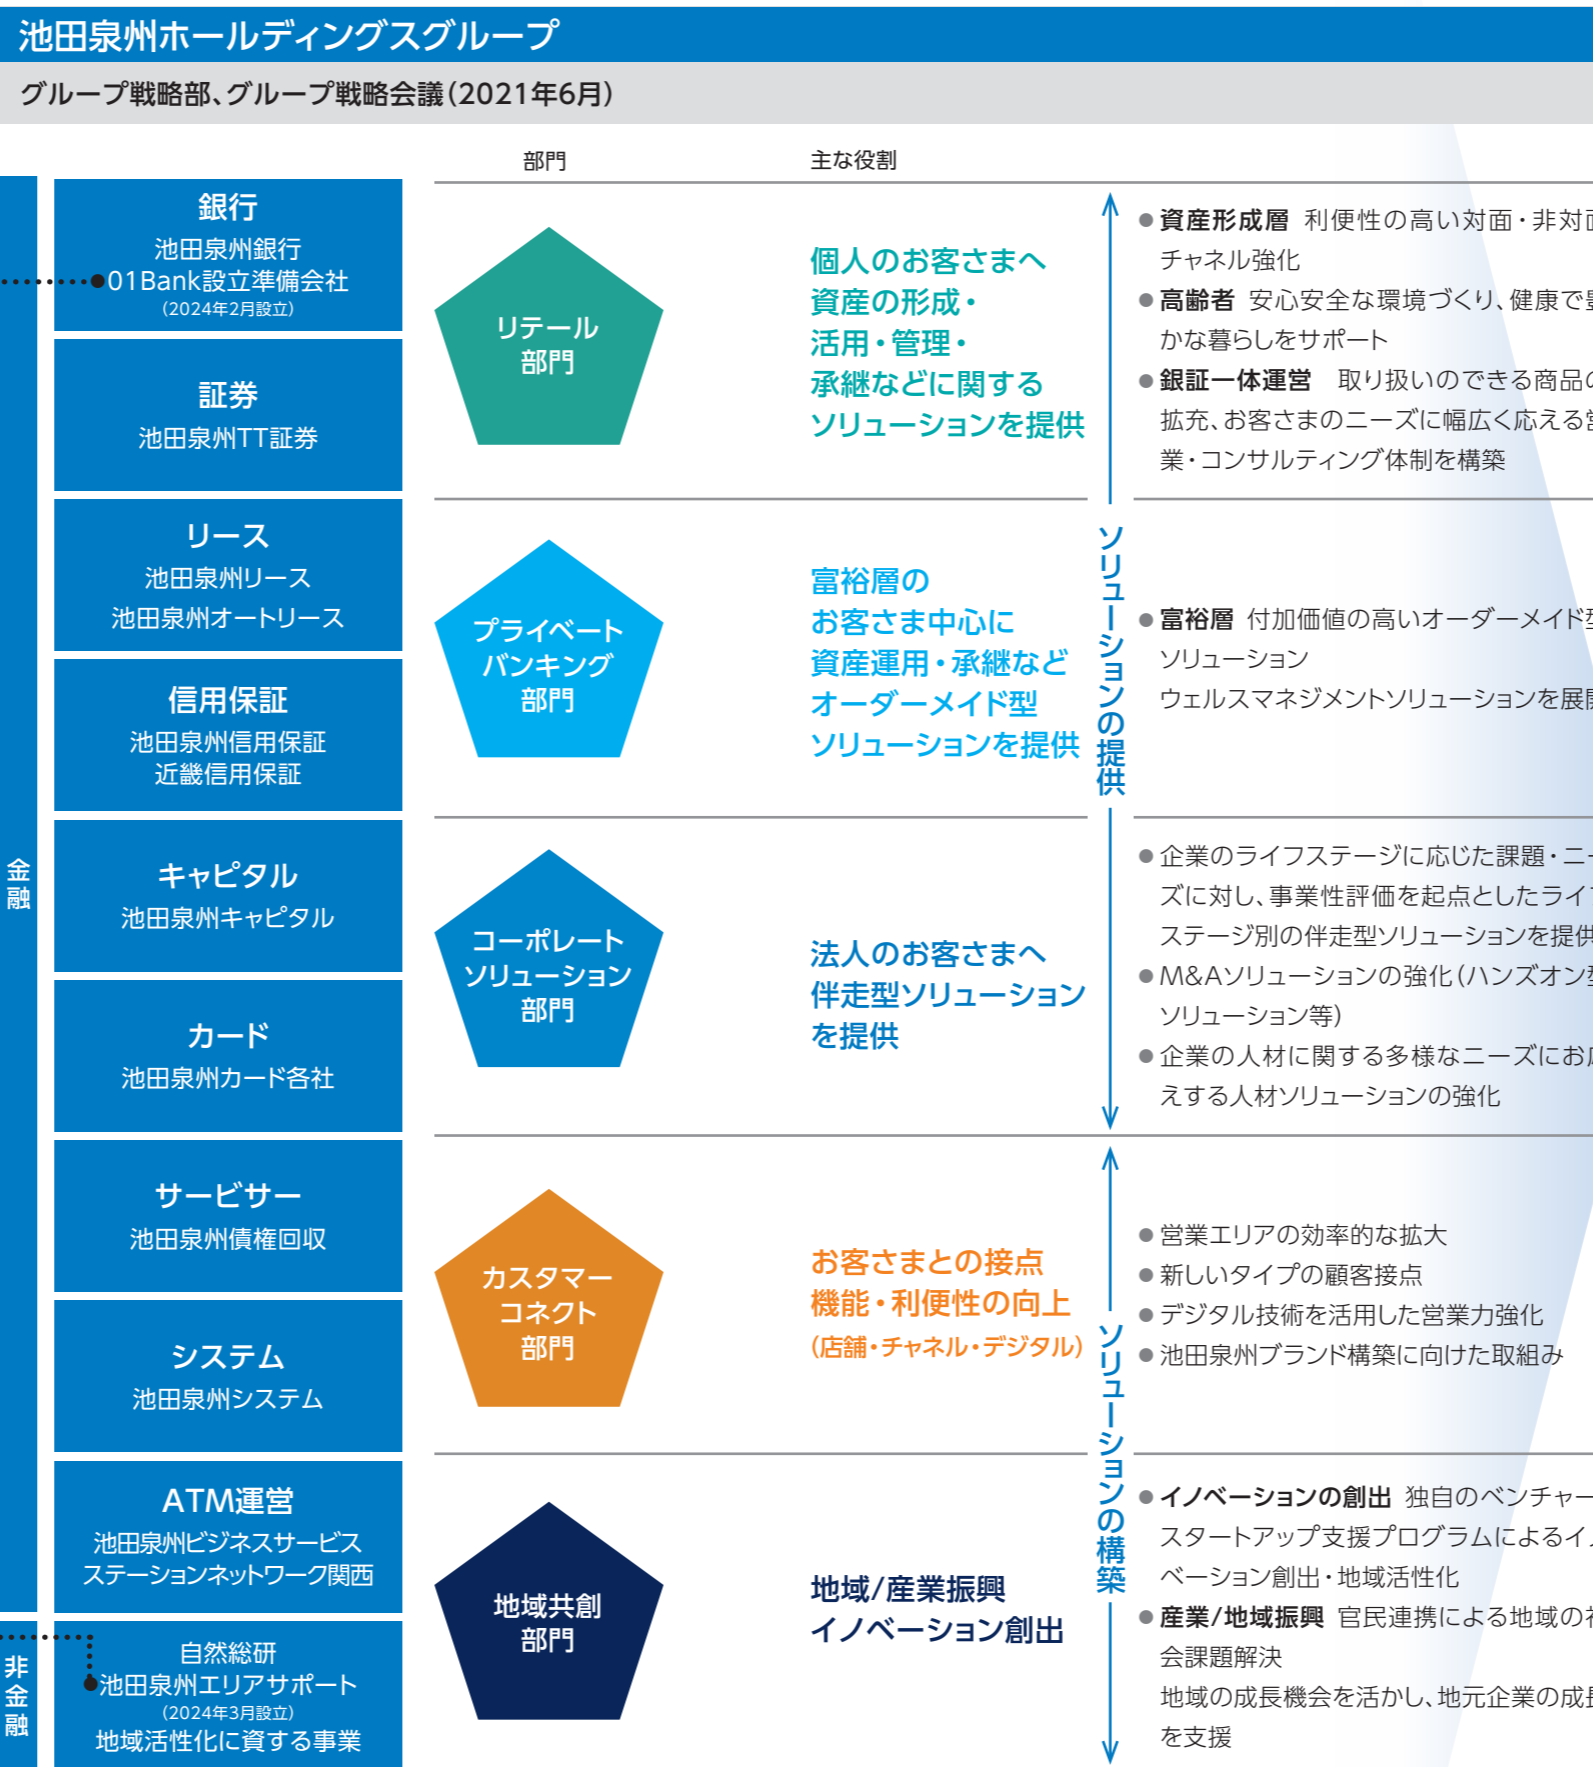 池田泉州ホールディングスグループ
グループ戦略部、グループ戦略会議（2021年6月）
部門
主な役割
金融
銀行
池田泉州銀行
01Bank設立準備会社
（2024年2月設立）
証券
池田泉州TT証券
リース
池田泉州リース
池田泉州オートリース
信用保証
池田泉州信用保証
近畿信用保証
キャピタル
池田泉州キャピタル
カード
池田泉州カード各社
サービサー
池田泉州債権回収
システム
池田泉州システム
ATM運営
池田泉州ビジネスサービス
ステーションネットワーク関西
非金融
自然総研
池田泉州エリアサポート
（2024年3月設立）
地域活性化に資する事業
リテール
部門
個人のお客さまへ
資産の形成・
活用・管理・
承継などに関する
ソリューションを提供
ソリューションの提供
●資産形成層 利便性の高い対面・非対
チャネル強化
●高齢者 安心安全な環境づくり、健康で
かな暮らしをサポート
●銀証一体運営　取り扱いのできる商品
拡充、お客さまのニーズに幅広く応える
業・コンサルティング体制を構築
プライベート
バンキング
部門
富裕層の
お客さま中心に
資産運用・承継など
オーダーメイド型
ソリューションを提供
●富裕層 付加価値の高いオーダーメイド
ソリューション
ウェルスマネジメントソリューションを展
コーポレート
ソリューション
部門
法人のお客さまへ
伴走型ソリューション
を提供
●企業のライフステージに応じた課題・ニー
ズに対し、事業性評価を起点としたライ
ステージ別の伴走型ソリューションを提供
●M&Aソリューションの強化（ハンズオン
ソリューション等）
●企業の人材に関する多様なニーズにお
えする人材ソリューションの強化
カスタマー
コネクト
部門
お客さまとの接点
機能・利便性の向上
（店舗・チャネル・デジタル）
ソリューションの構築
●営業エリアの効率的な拡大
●新しいタイプの顧客接点
●デジタル技術を活用した営業力強化
●池田泉州ブランド構築に向けた取組み
地域共創
部門
地域/産業振興
イノベーション創出
●イノベーションの創出 独自のベンチャー
スタートアップ支援プログラムによるイ
ベーション創出・地域活性化
●産業/地域振興 官民連携による地域の
会課題解決
地域の成長機会を活かし、地元企業の成
を支援